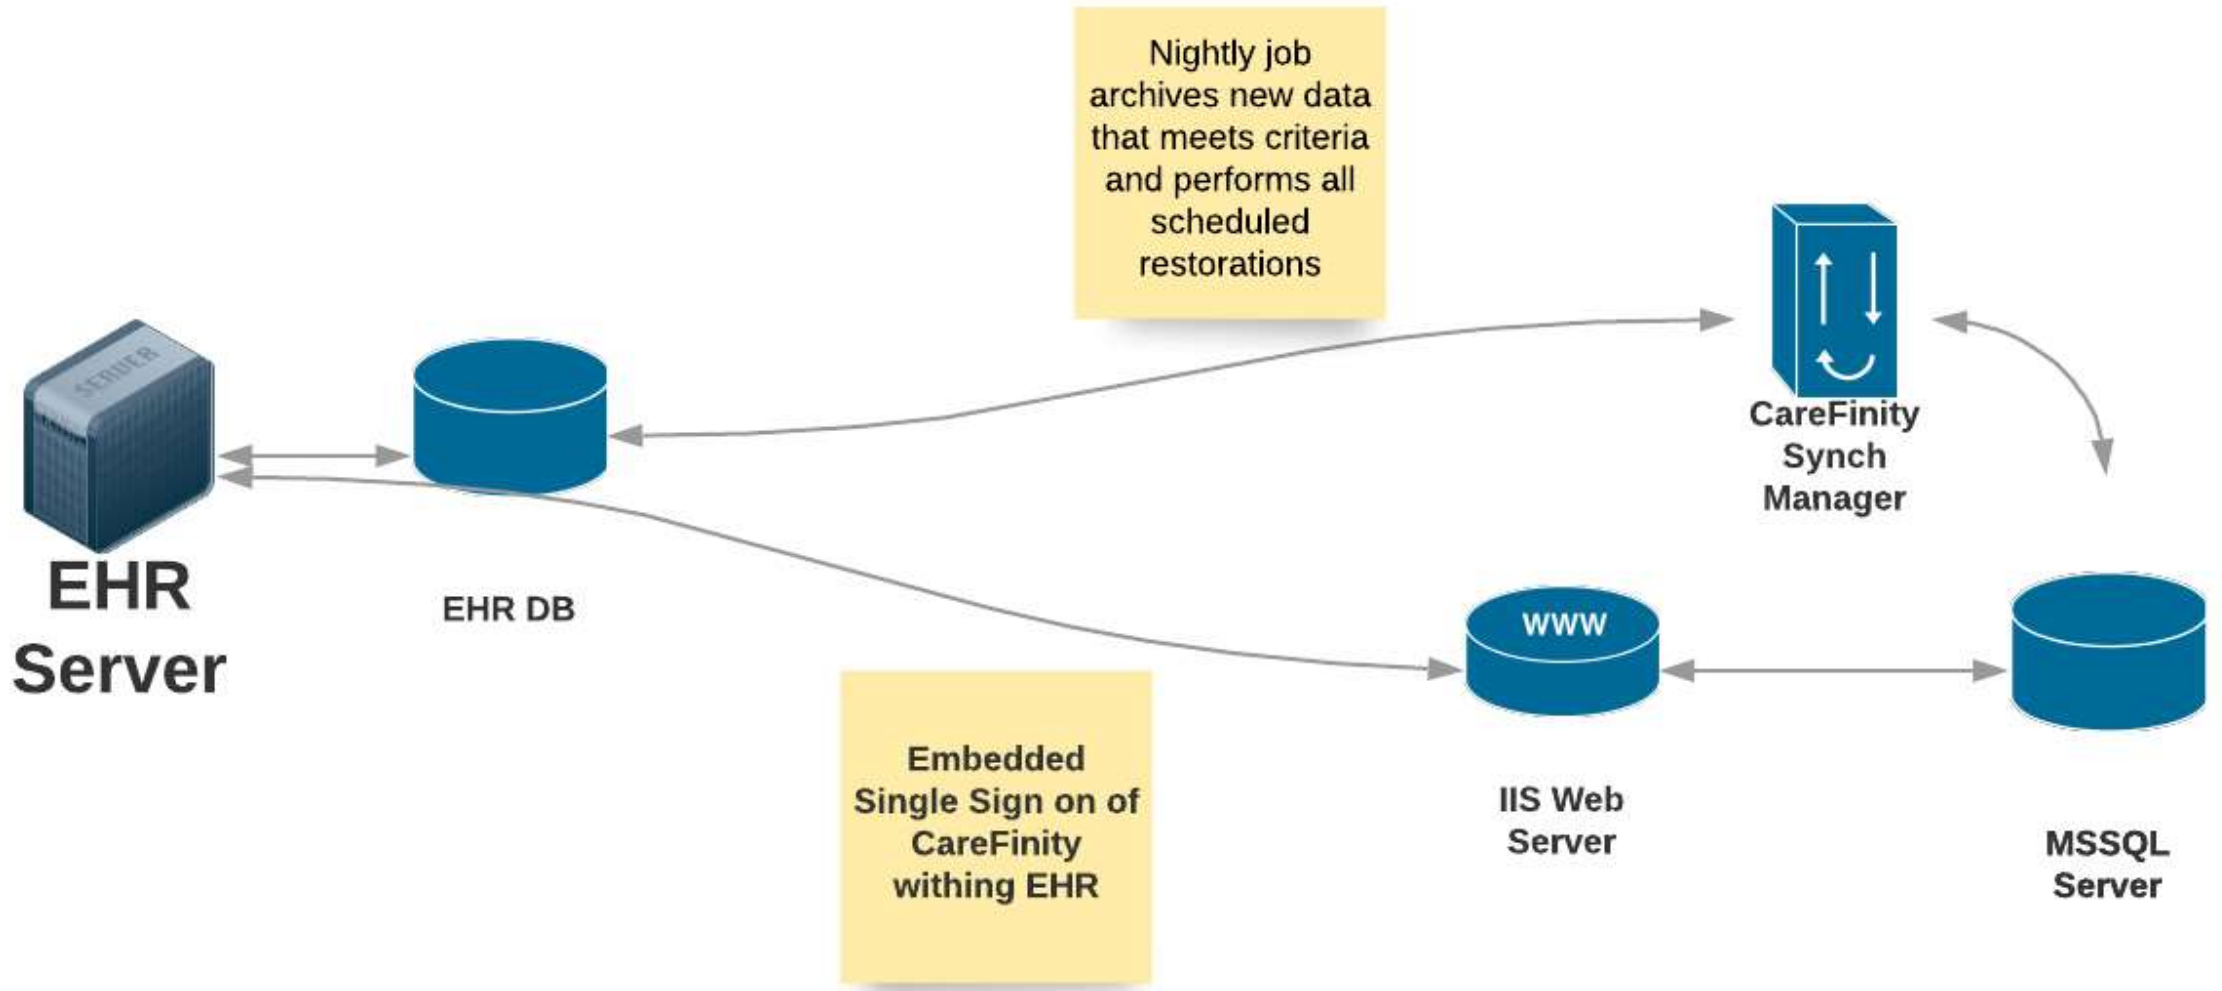 Nightly job
archives new data
that meets criteria
and performs all
scheduled
restorations
SERVER
CareFinity
Synch
Manager
EHR
Server
EHR DB
WWW
Embedded
Single Sign on of
CareFinity
withing EHR
IIS Web
Server
MSSQL
Server